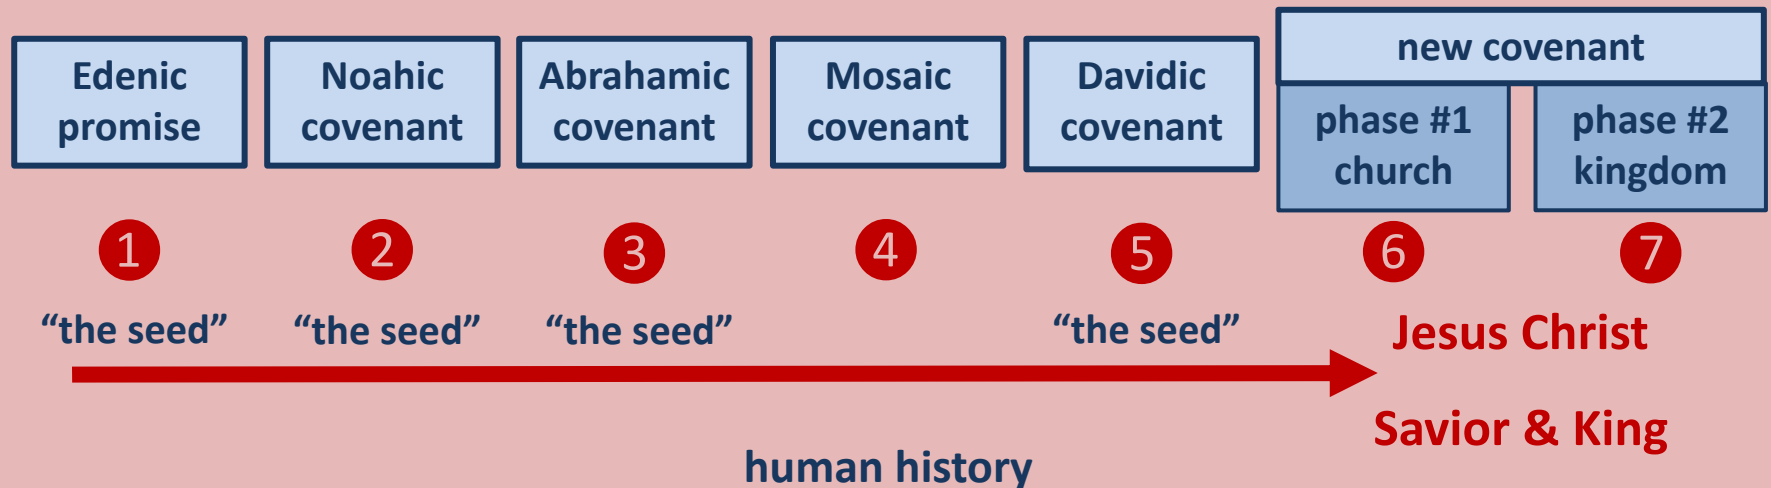 Edenic
promise
Noahic
covenant
Abrahamic
covenant
Mosaic
covenant
Davidic
covenant
new covenant
phase #1
church
phase #2
kingdom
1
2
3
4
5
6
7
“the seed”
“the seed”
“the seed”
“the seed”
Jesus Christ
Savior & King
human history